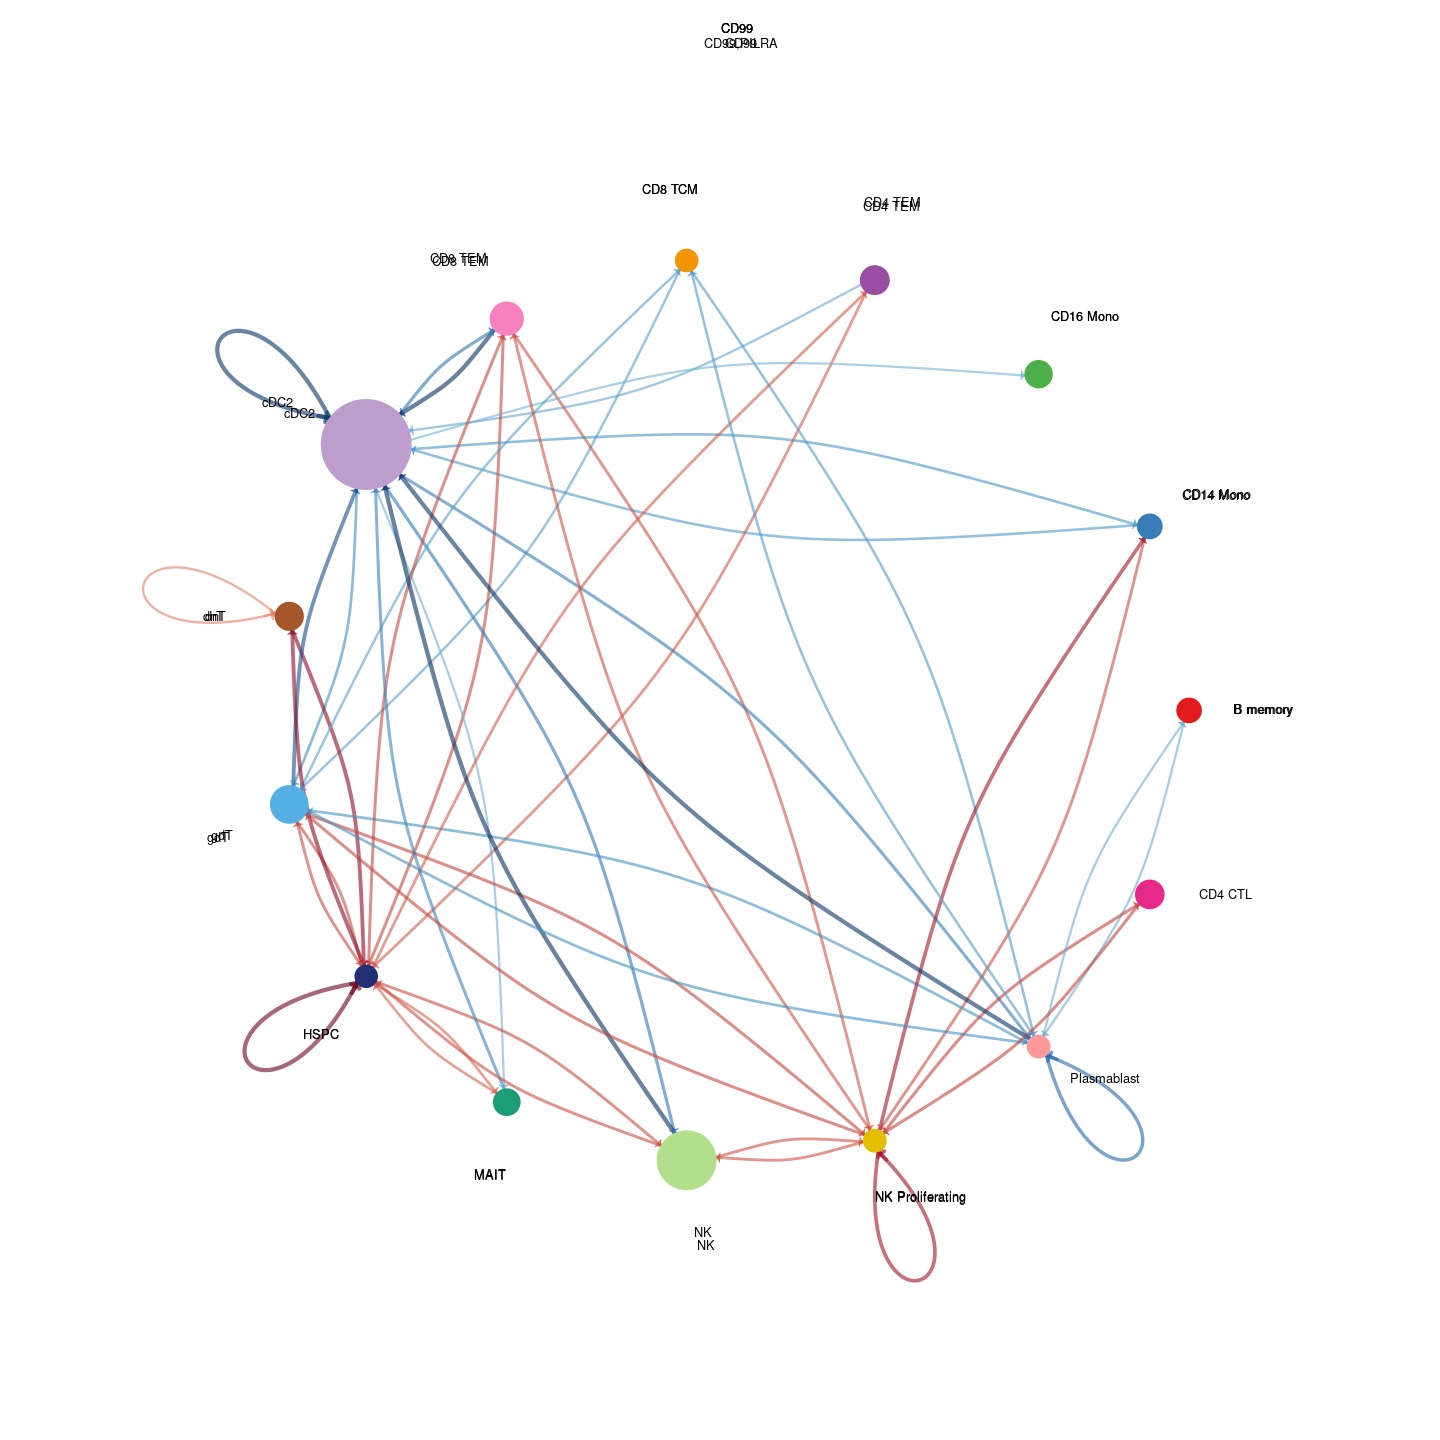 CD99
CD8 TCM
CD4 TEM
CD4 TEM
CD8 TEM
CD8 TEM
CD16 Mono
cDC2
cDC2
CD14 Mono
dnT
B memory
gdT
gdT
CD4 CTL
HSPC
Plasmablast
MAIT
NK Proliferating
NK
NK